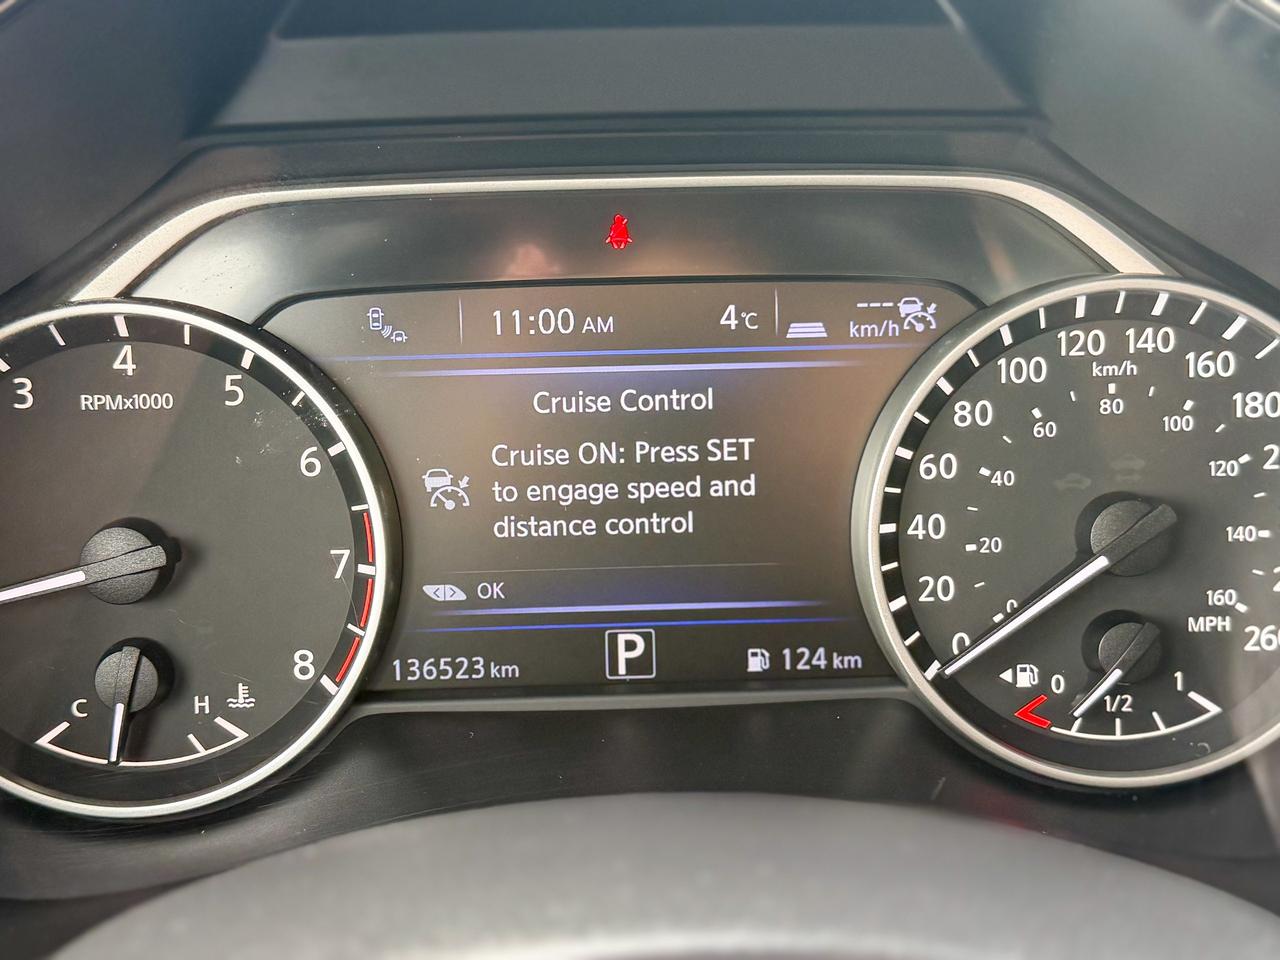 11:00 AM
4°C
--- km/h
Cruise Control
Cruise ON: Press SET
to engage speed and
distance control
<> OK
136523 km
P
124 km
3
4
5
6
7
8
RPMx1000
C
H
0
20
40
60
80
100
120
140
160
180
260
km/h
0
20
40
60
80
100
120
140
160
MPH
0
1/2
1